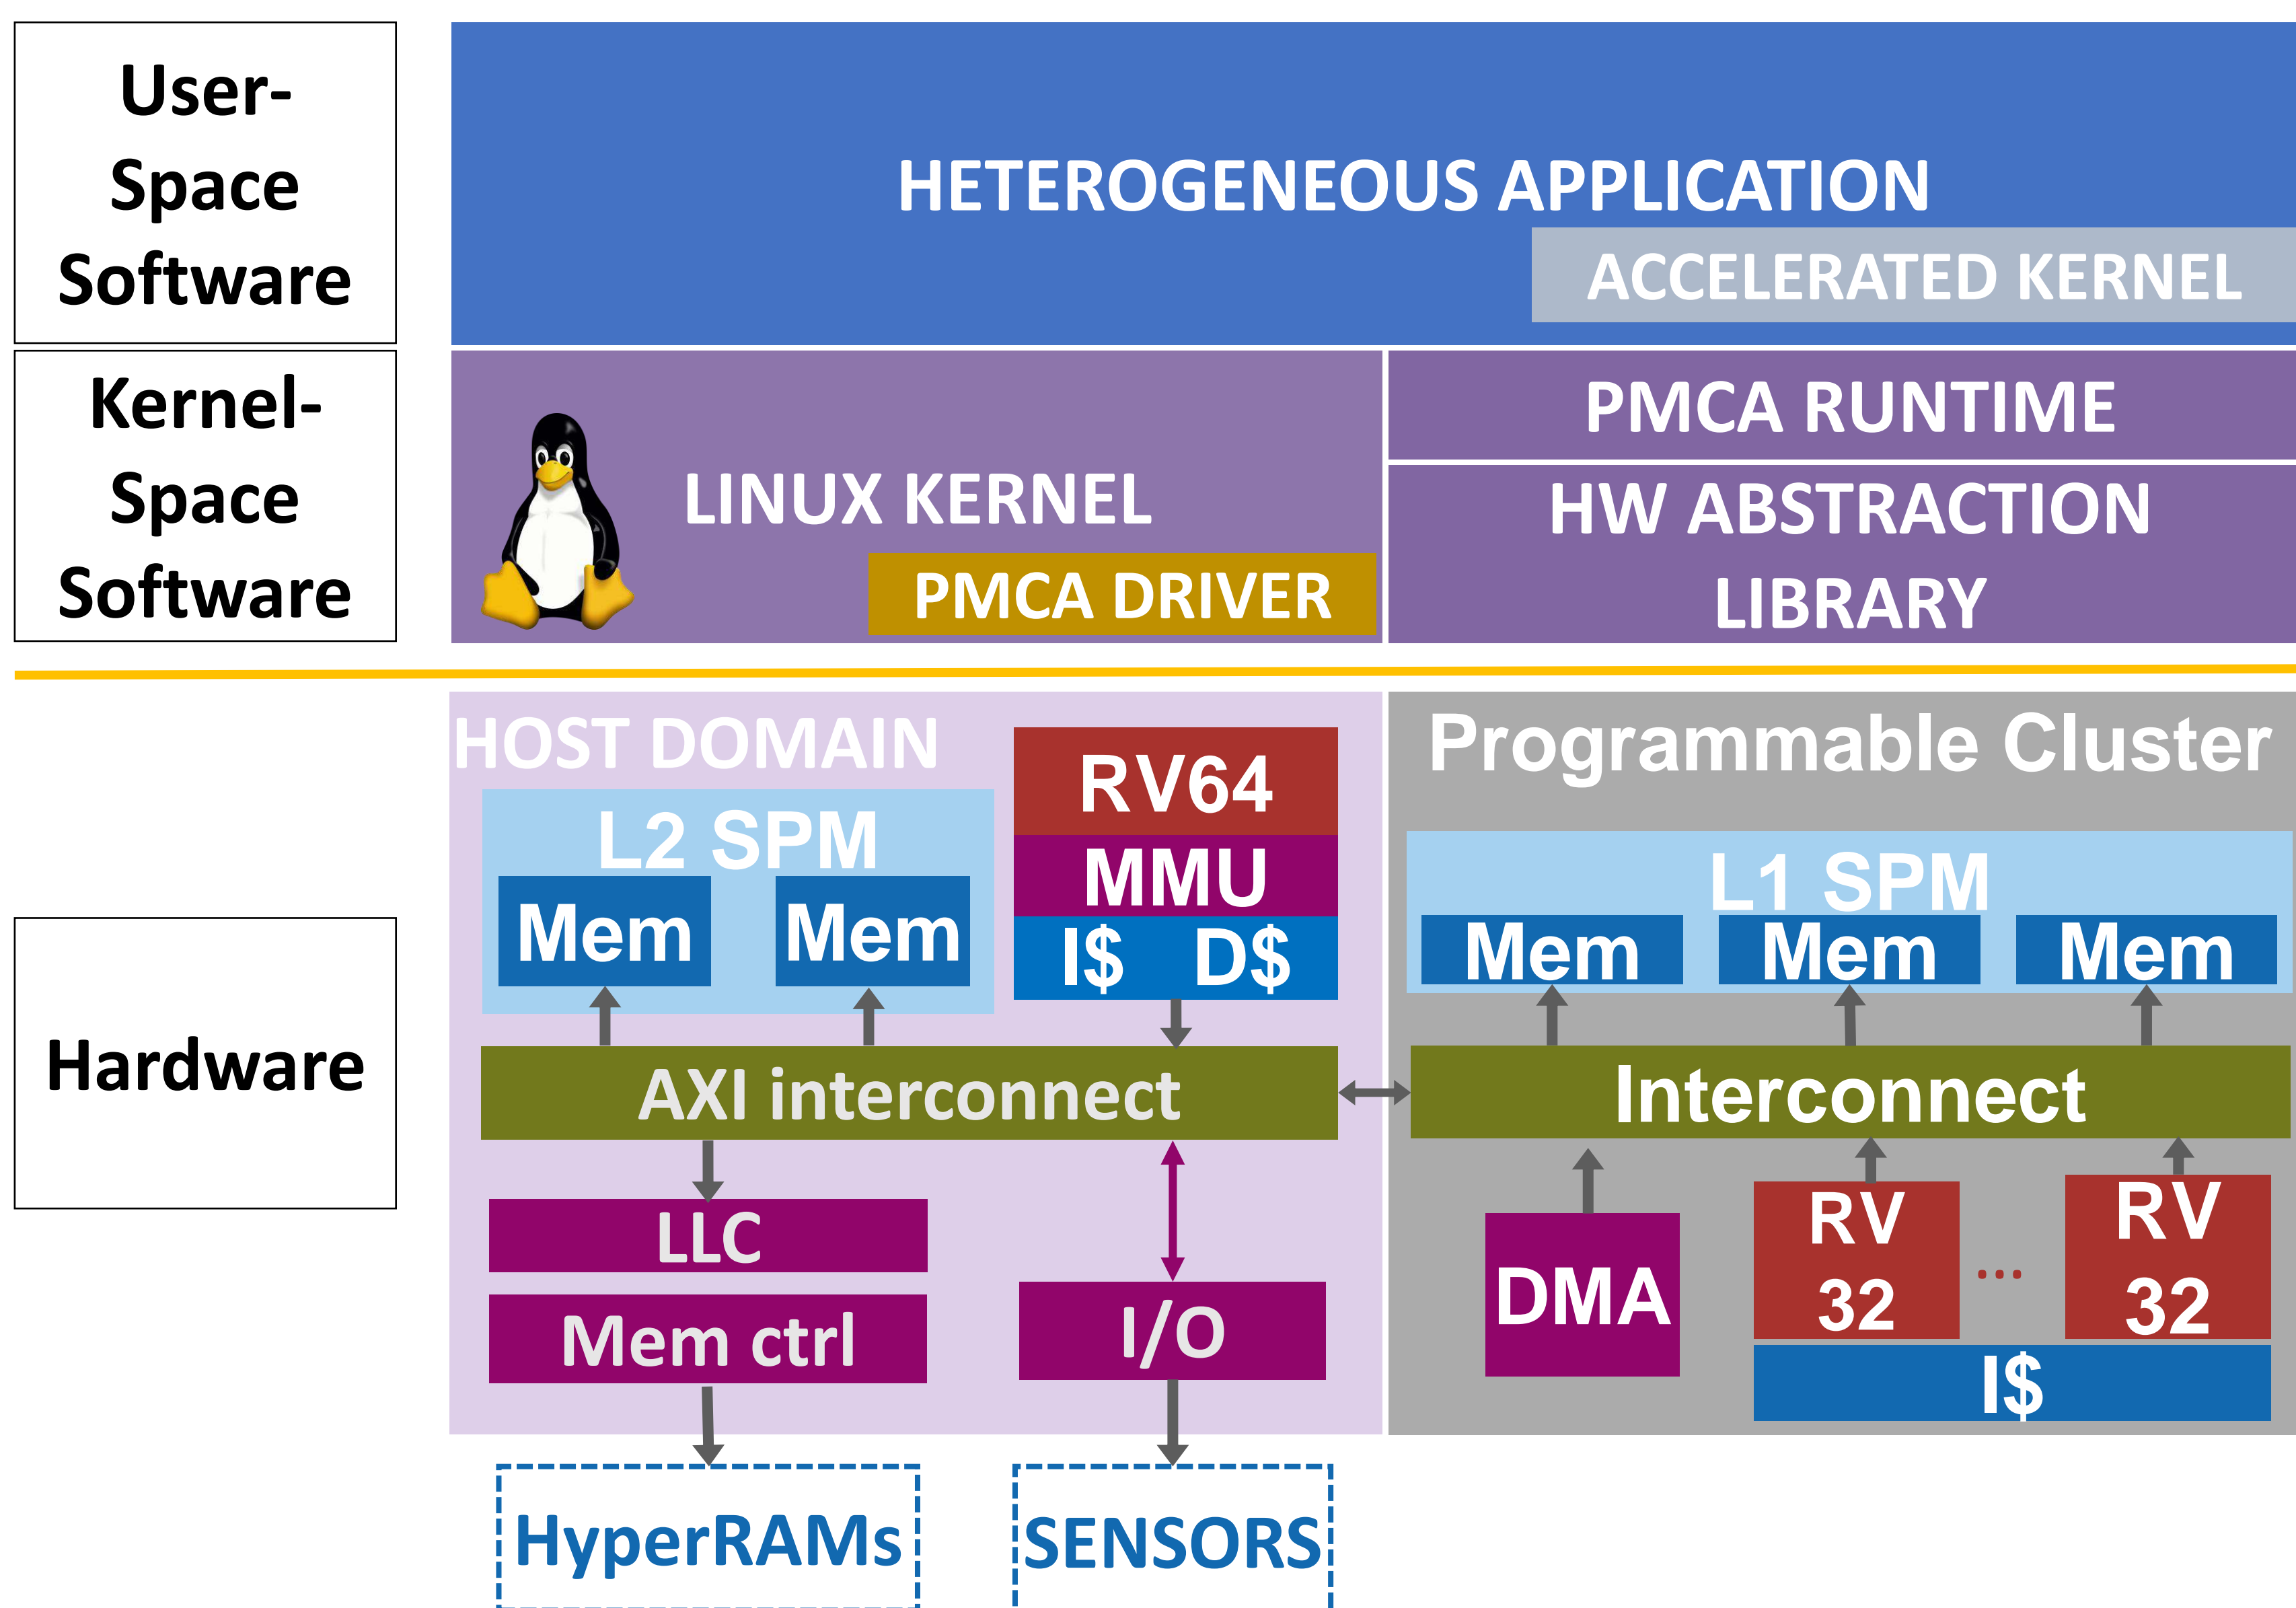 User-
Space
Software
HETEROGENEOUS APPLICATION
ACCELERATED KERNEL
Kernel-
Space
Software
LINUX KERNEL
PMCA DRIVER
PMCA RUNTIME
HW ABSTRACTION
LIBRARY
Hardware
HOST DOMAIN
L2 SPM
Mem
Mem
RV64
MMU
I$ D$
AXI interconnect
LLC
Mem ctrl
I/O
HyperRAMs
SENSORS
Programmable Cluster
L1 SPM
Mem
Mem
Mem
Interconnect
DMA
RV
32
...
RV
32
I$